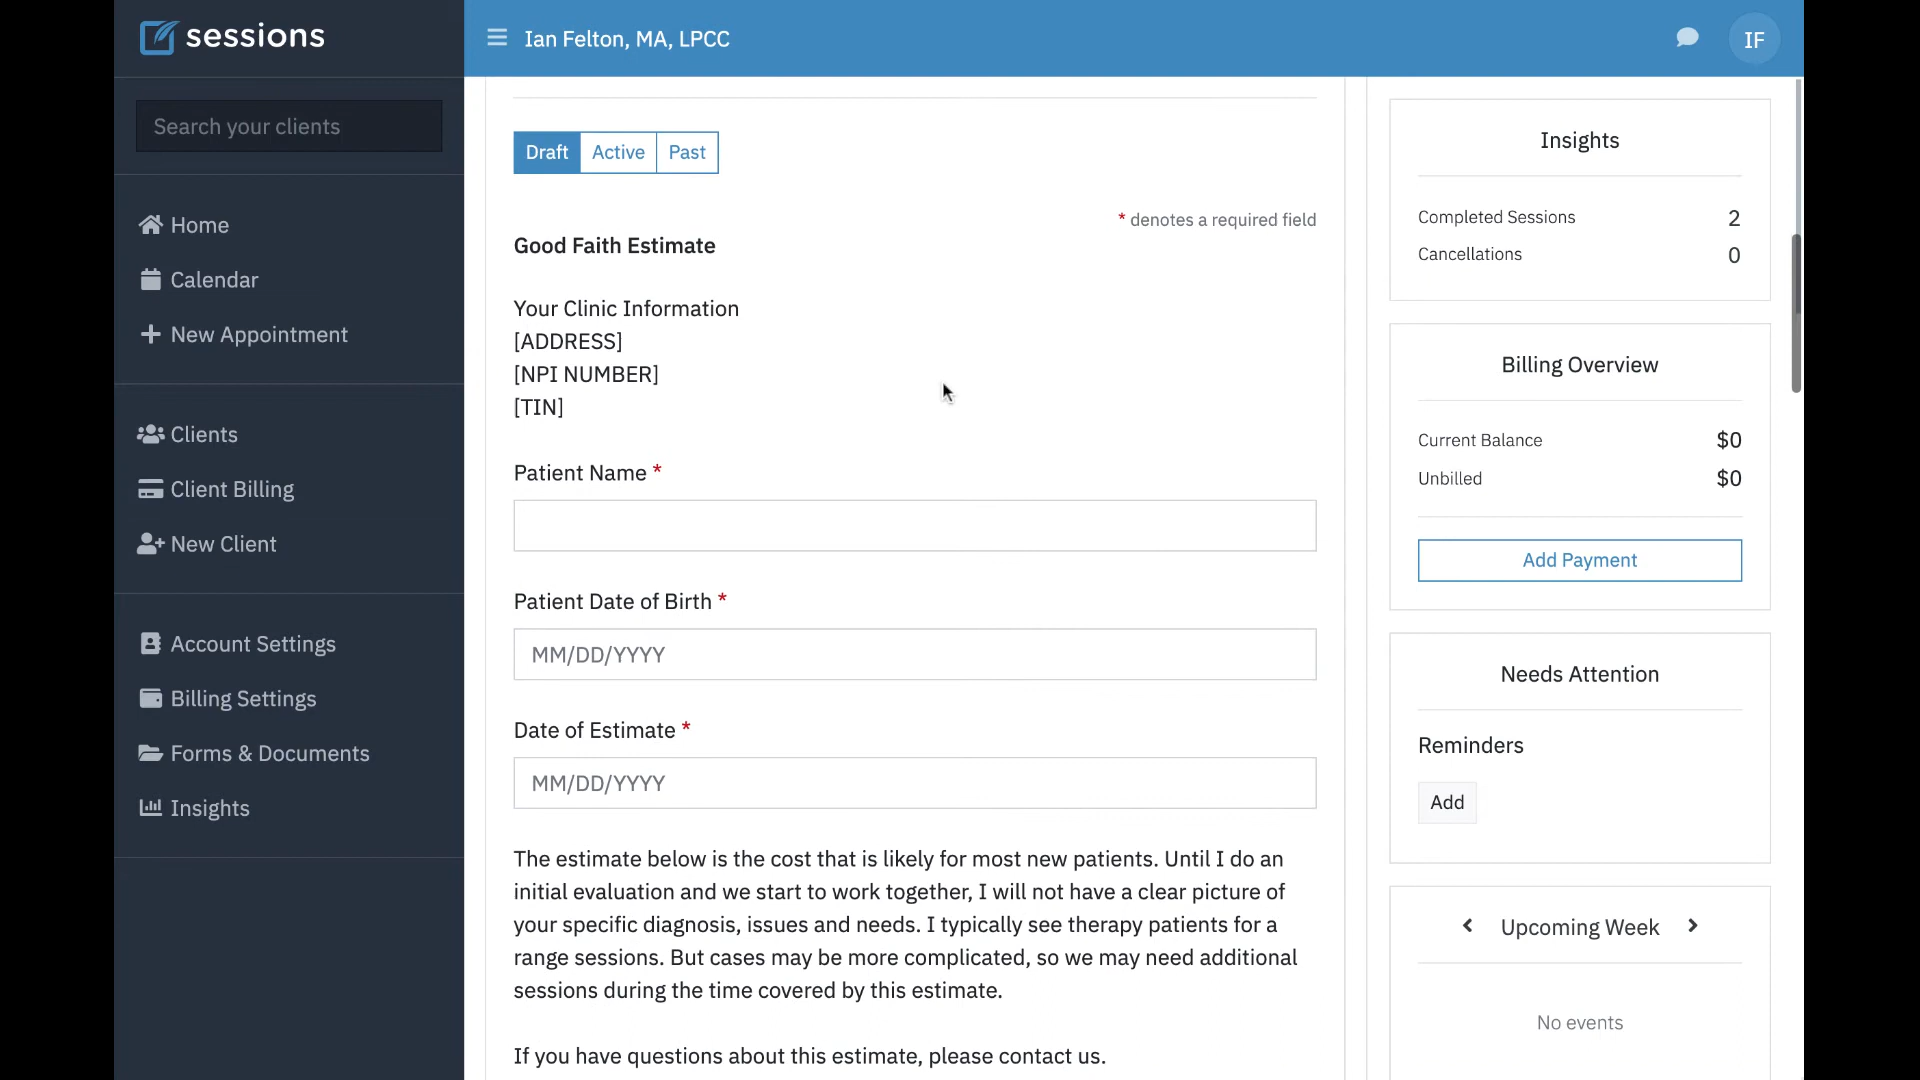 sessions
Ian Felton, MA, LPCC
IF
Search your clients
Home
Calendar
New Appointment
Clients
Client Billing
New Client
Account Settings
Billing Settings
Forms & Documents
Insights
Draft
Active
Past
* denotes a required field
Good Faith Estimate
Your Clinic Information
[ADDRESS]
[NPI NUMBER]
[TIN]
Patient Name *
Patient Date of Birth *
MM/DD/YYYY
Date of Estimate *
MM/DD/YYYY
The estimate below is the cost that is likely for most new patients. Until I do an
initial evaluation and we start to work together, I will not have a clear picture of
your specific diagnosis, issues and needs. I typically see therapy patients for a
range sessions. But cases may be more complicated, so we may need additional
sessions during the time covered by this estimate.
If you have questions about this estimate, please contact us.
Insights
Completed Sessions 2
Cancellations 0
Billing Overview
Current Balance $0
Unbilled $0
Add Payment
Needs Attention
Reminders
Add
Upcoming Week
No events